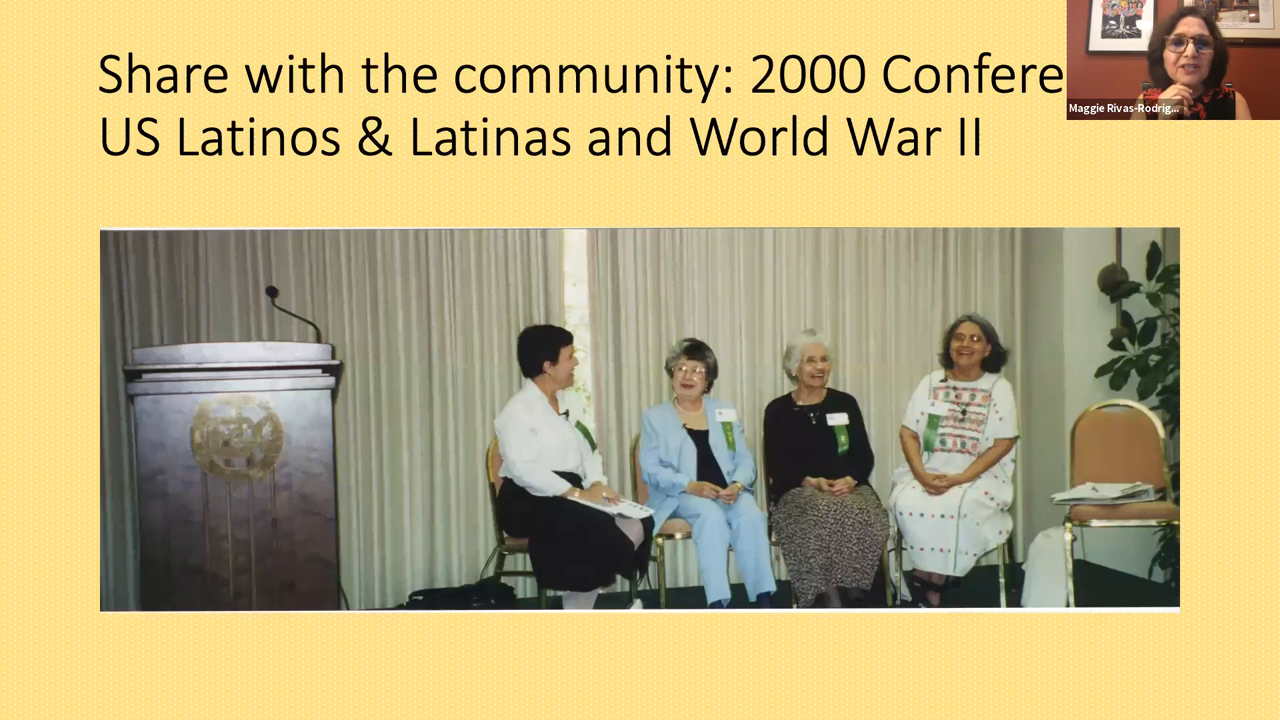 Share with the community: 2000 Confere
US Latinos & Latinas and World War II
Maggie Rivas-Rodrig...